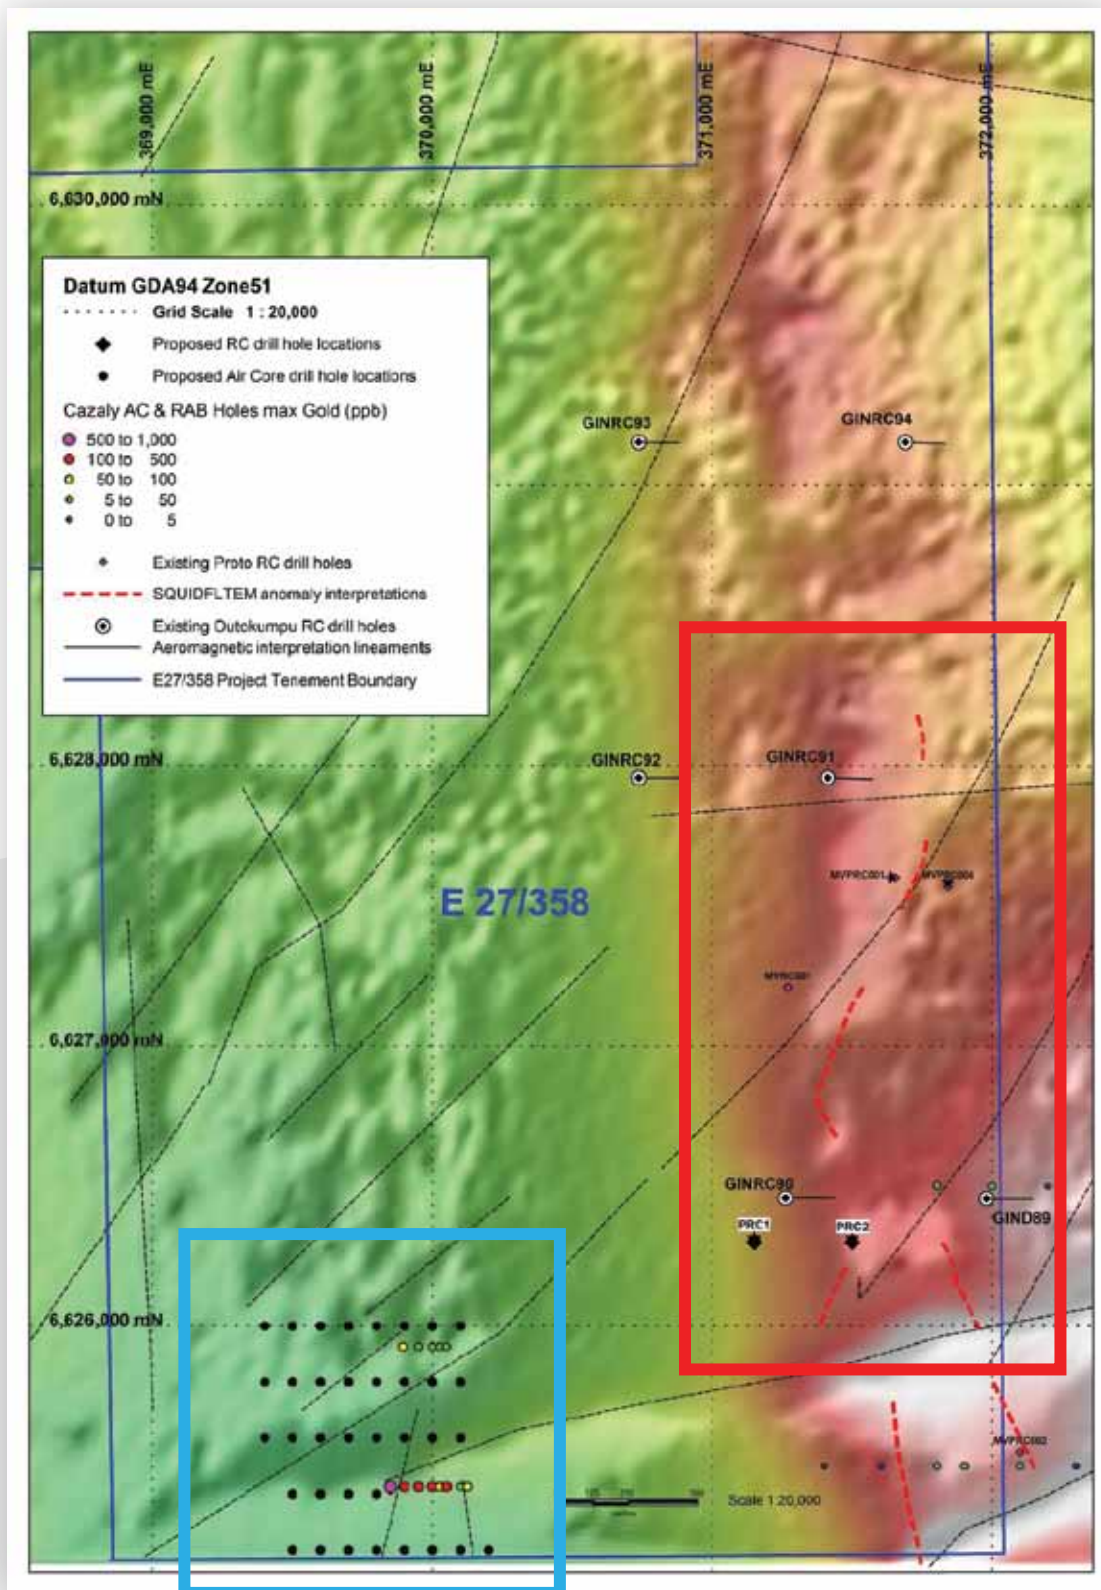 369,000 mE
370,000 mE
371,000 mE
372,000 mE
6,630,000 mN
Datum GDA94 Zone51
Grid Scale 1 : 20,000
Proposed RC drill hole locations
Proposed Air Core drill hole locations
Cazaly AC & RAB Holes max Gold (ppb)
500 to 1,000
100 to 500
50 to 100
5 to 50
0 to 5
Existing Proto RC drill holes
SQUIDFLTEM anomaly interpretations
Existing Outokumpu RC drill holes
Aeromagnetic interpretation lineaments
E27/358 Project Tenement Boundary
GINRC93
GINRC94
6,628,000 mN
GINRC92
GINRC91
MVPRC001
MVPRC004
E 27/358
6,627,000 mN
GINRC90
GIND89
PRC1
PRC2
6,626,000 mN
MVPRC002
Scale 1:20,000